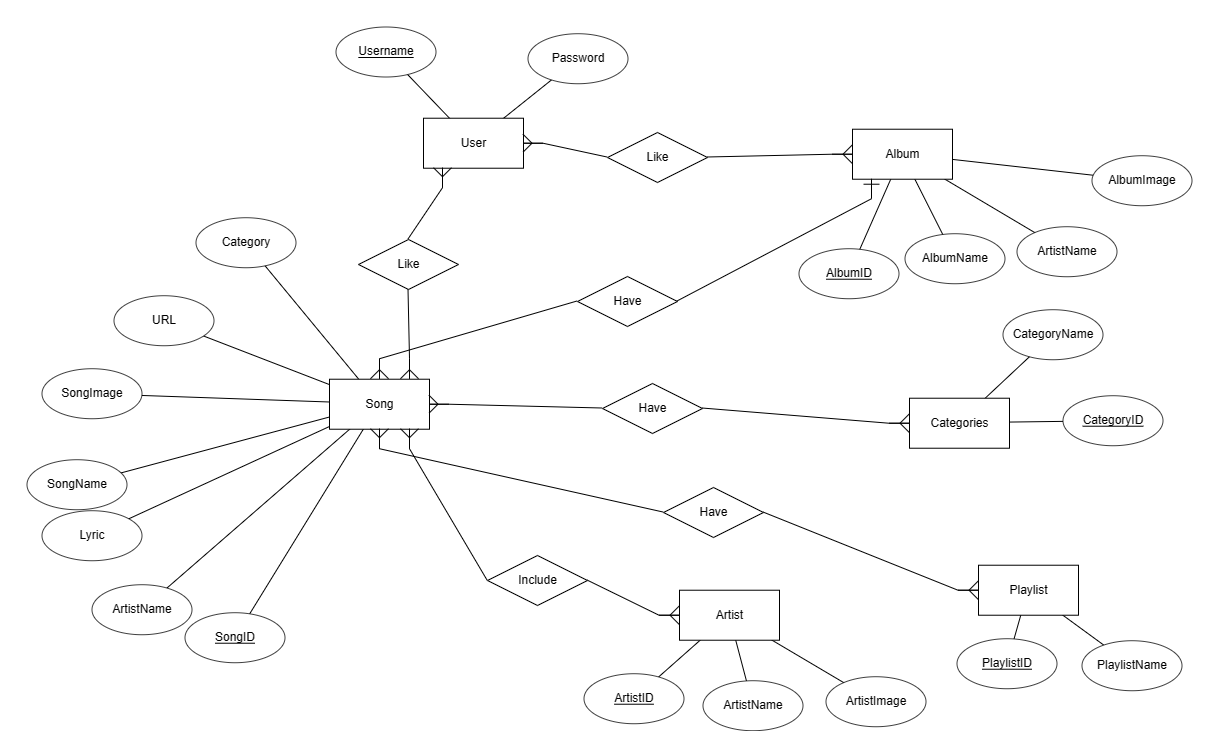 Username
Password
User
Like
Album
AlbumImage
Category
Like
ArtistName
AlbumName
AlbumID
Have
URL
CategoryName
SongImage
Song
Have
Categories
CategoryID
SongName
Have
Lyric
Include
Playlist
ArtistName
Artist
SongID
PlaylistID
PlaylistName
ArtistID
ArtistName
ArtistImage